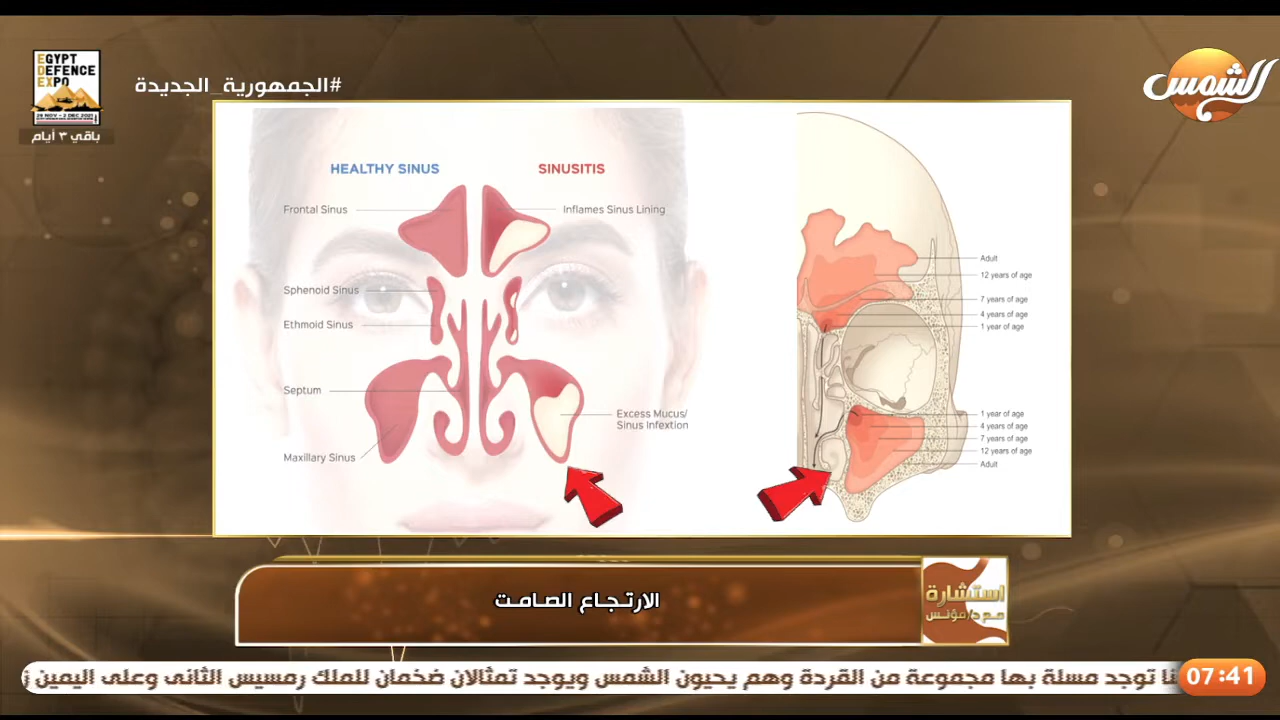 EGYPT
DEFENCE
EXPO
باقي ٣ أيام
#الجمهورية_الجديدة
الشمس
HEALTHY SINUS
SINUSITIS
Frontal Sinus
Inflames Sinus Lining
Sphenoid Sinus
Ethmoid Sinus
Septum
Excess Mucus/
Sinus Infextion
Maxillary Sinus
Adult
12 years of age
7 years of age
4 years of age
1 year of age
1 year of age
4 years of age
7 years of age
12 years of age
Adult
الارتجاع الصامت
استشارة
مع د/مؤنس
نا توجد مسلة بها مجموعة من القردة وهم يحيون الشمس ويوجد تمثالان ضخمان للملك رمسيس الثانى وعلى اليمين
07:41